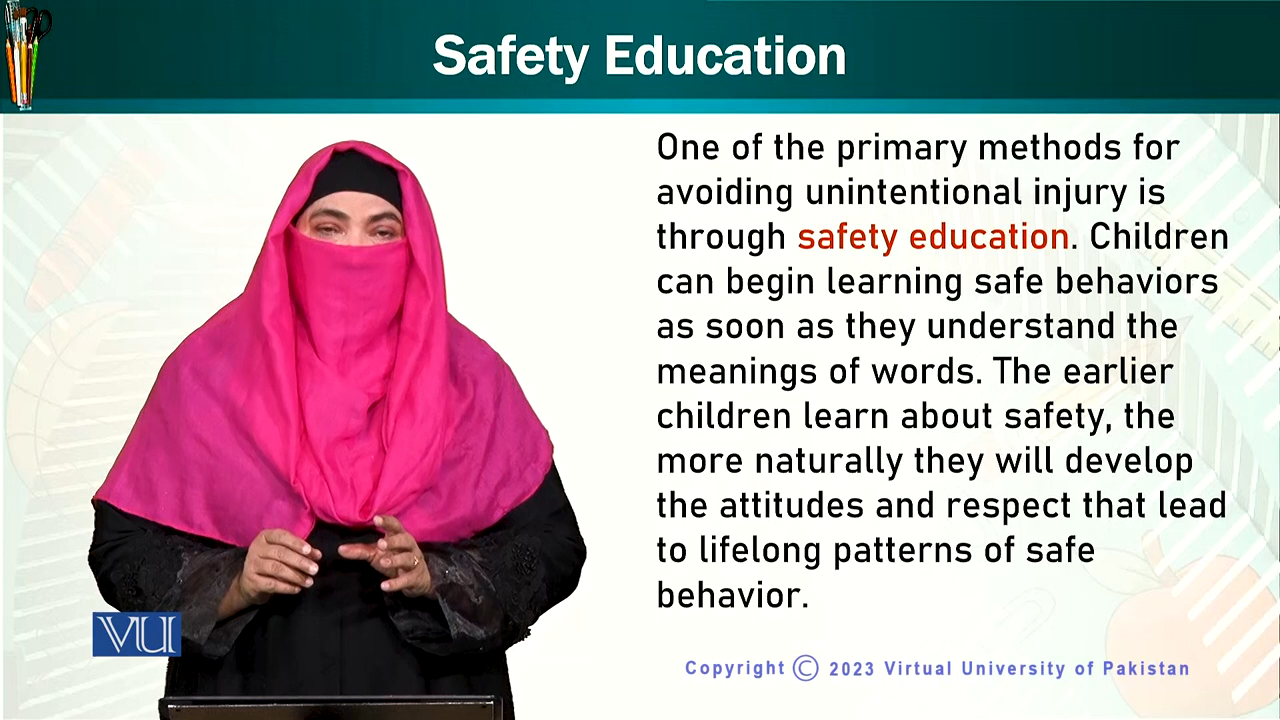 Safety Education
One of the primary methods for
avoiding unintentional injury is
through safety education. Children
can begin learning safe behaviors
as soon as they understand the
meanings of words. The earlier
children learn about safety, the
more naturally they will develop
the attitudes and respect that lead
to lifelong patterns of safe
behavior.
VU
Copyright © 2023 Virtual University of Pakistan